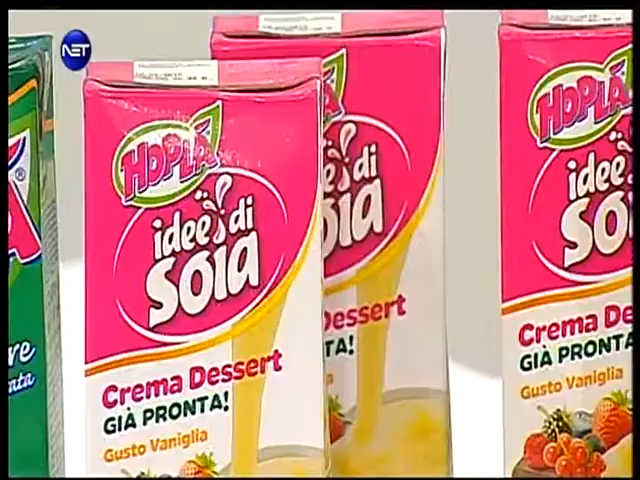 NET
HOPLÀ
idee di
SOIA
Crema Dessert
GIÀ PRONTA!
Gusto Vaniglia
idee di
SOIA
Dessert
TA!
HOPLÀ
idee
SO
Crema De
GIÀ PRONTA
Gusto Vaniglia